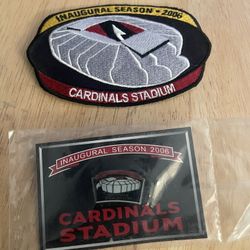 INAUGURAL SEASON • 2006
CARDINALS STADIUM
INAUGURAL SEASON 2006
CARDINALS
STADIUM